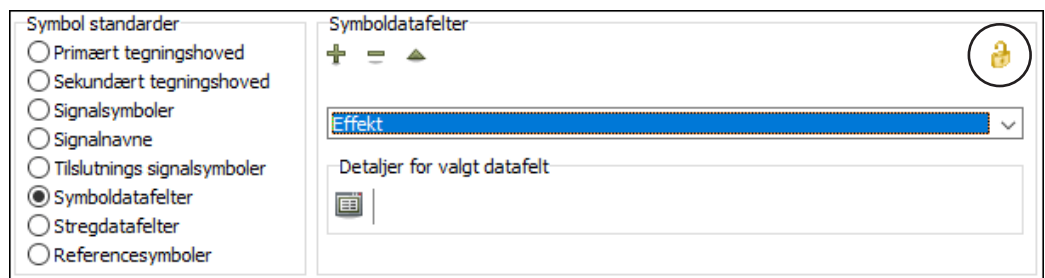 Symbol standarder
Primært tegningshoved
Sekundært tegningshoved
Signalsymboler
Signalnavne
Tilslutnings signalsymboler
Symboldatafelter
Stregdatafelter
Referencesymboler
Symboldatafelter
Effekt
Detaljer for valgt datafelt